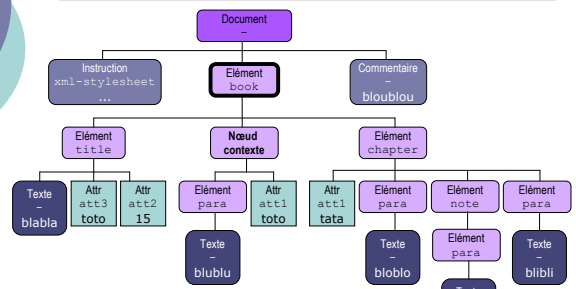 Document
–
Instruction
xml-stylesheet
...
Elément
book
Commentaire
–
bloublou
Elément
title
Nœud
contexte
Elément
chapter
Texte
–
blabla
Attr
att3
toto
Attr
att2
15
Elément
para
Attr
att1
toto
Attr
att1
tata
Elément
para
Elément
note
Elément
para
Texte
–
blublu
Texte
–
bloblo
Elément
para
Texte
–
blibli